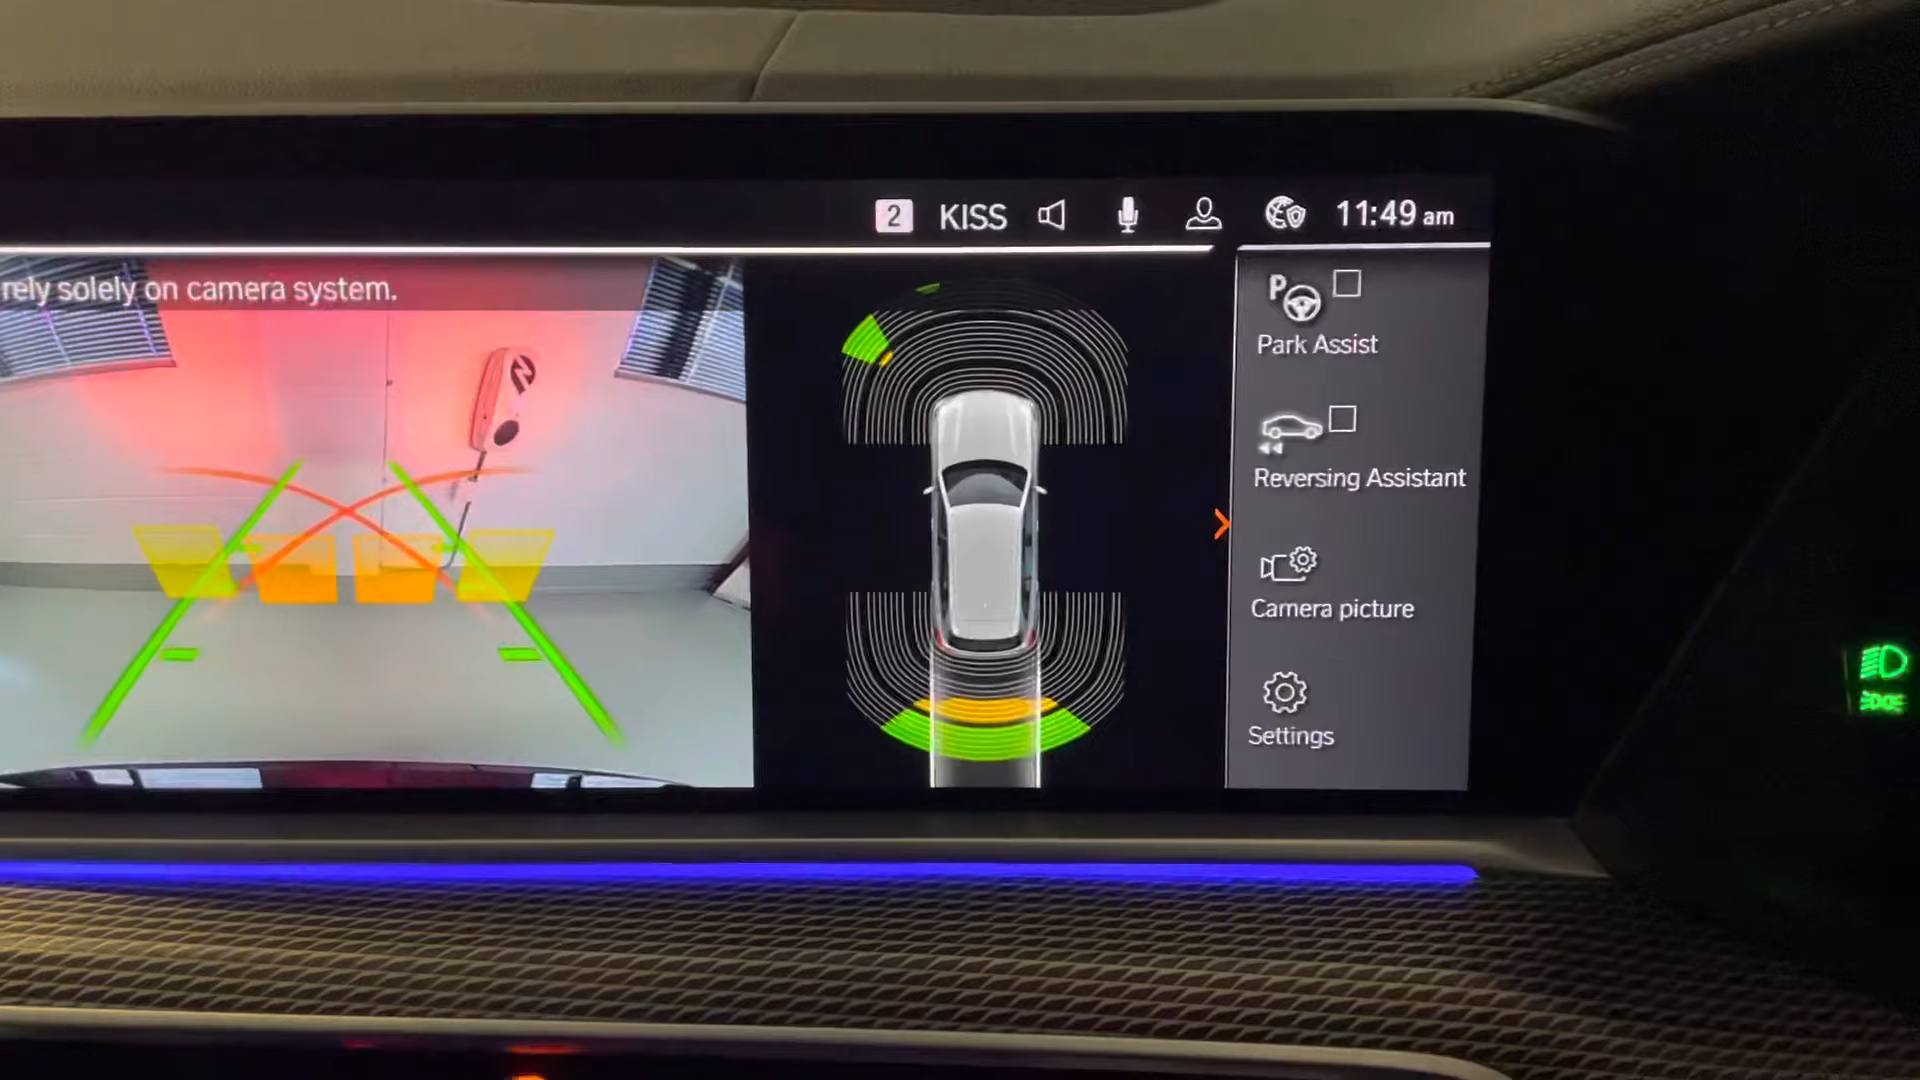 2 KISS 11:49 am
rely solely on camera system.
P
Park Assist
Reversing Assistant
Camera picture
Settings